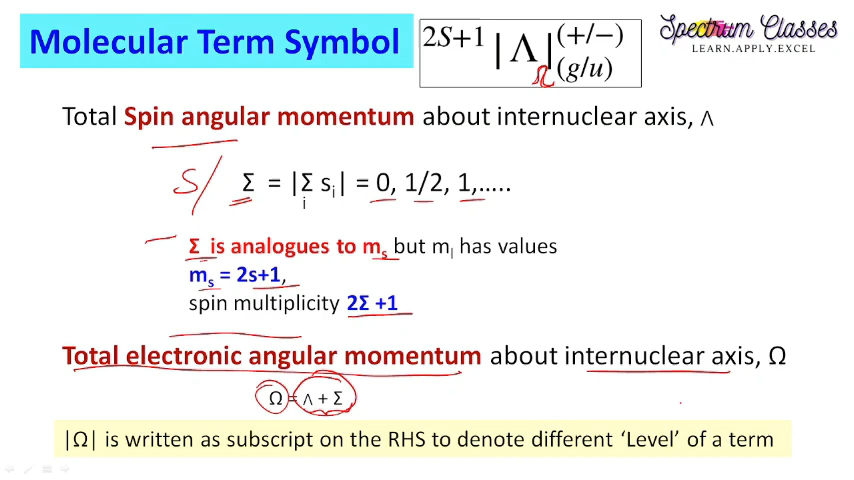 Molecular Term Symbol
2S+1 |Λ| (+/−) (g/u) Ω
Spectrum Classes
LEARN.APPLY.EXCEL
Total Spin angular momentum about internuclear axis, Λ
S/ Σ = |Σ sᵢ| = 0, 1/2, 1,…..
i
Σ is analogues to mₛ but mₗ has values
mₛ = 2s+1,
spin multiplicity 2Σ +1
Total electronic angular momentum about internuclear axis, Ω
Ω = Λ + Σ
|Ω| is written as subscript on the RHS to denote different ‘Level’ of a term